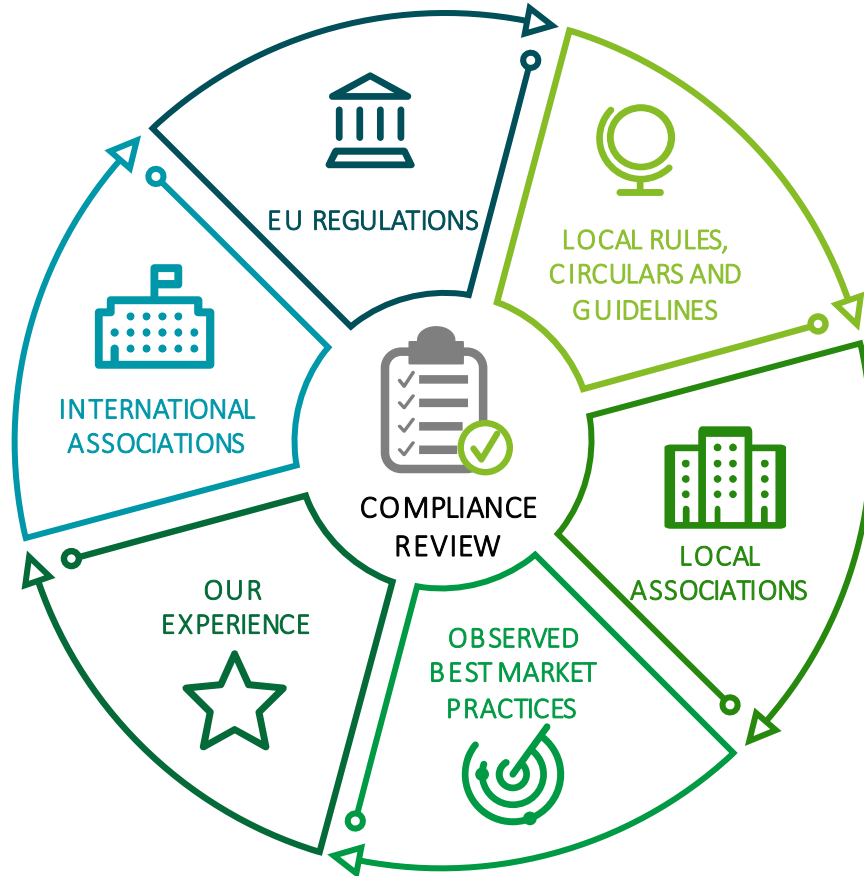 EU REGULATIONS
LOCAL RULES,
CIRCULARS AND
GUIDELINES
INTERNATIONAL
ASSOCIATIONS
COMPLIANCE
REVIEW
LOCAL
ASSOCIATIONS
OUR
EXPERIENCE
OBSERVED
BEST MARKET
PRACTICES